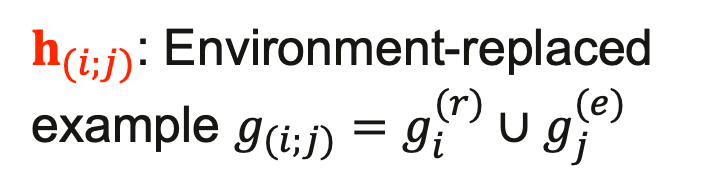 h(i;j): Environment-replaced
example g(i;j) = gᵢ⁽ʳ⁾ ∪ gⱼ⁽ᵉ⁾